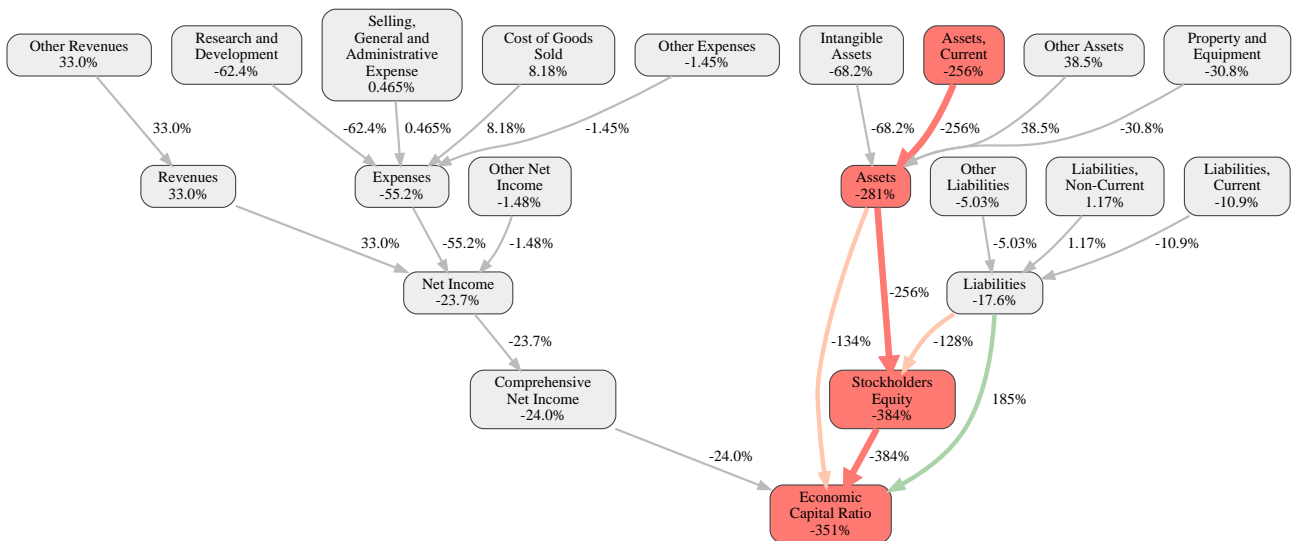 Other Revenues
33.0%
Research and
Development
-62.4%
Selling,
General and
Administrative
Expense
0.465%
Cost of Goods
Sold
8.18%
Other Expenses
-1.45%
Intangible
Assets
-68.2%
Assets,
Current
-256%
Other Assets
38.5%
Property and
Equipment
-30.8%
33.0%
-62.4%
0.465%
8.18%
-1.45%
-68.2%
-256%
38.5%
-30.8%
Revenues
33.0%
Expenses
-55.2%
Other Net
Income
-1.48%
Assets
-281%
Other
Liabilities
-5.03%
Liabilities,
Non-Current
1.17%
Liabilities,
Current
-10.9%
33.0%
-55.2%
-1.48%
-5.03%
1.17%
-10.9%
Net Income
-23.7%
Liabilities
-17.6%
-256%
-23.7%
-134%
-128%
Comprehensive
Net Income
-24.0%
Stockholders
Equity
-384%
185%
-24.0%
-384%
Economic
Capital Ratio
-351%